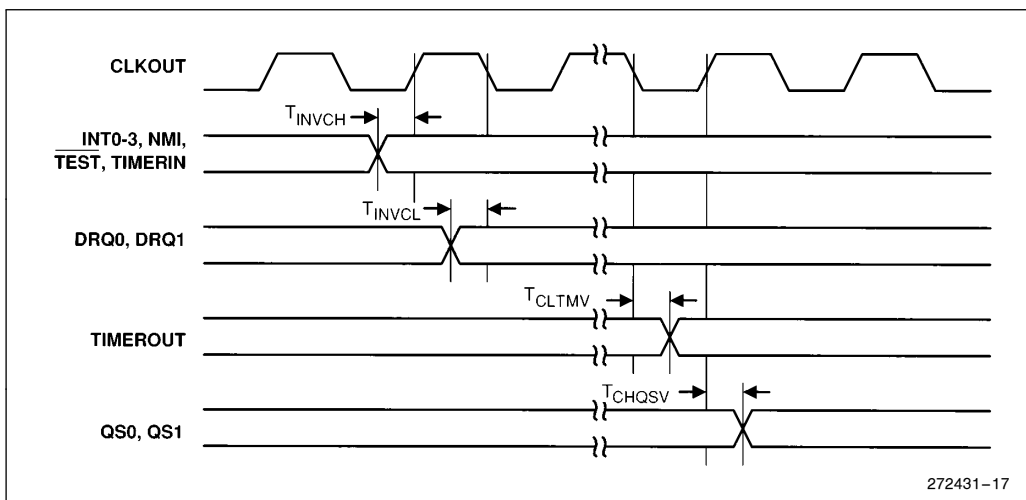 CLKOUT
TINVCH
INT0-3, NMI,
TEST, TIMERIN
TINVCL
DRQ0, DRQ1
TCLTMV
TIMEROUT
TCHQSV
QS0, QS1
272431–17